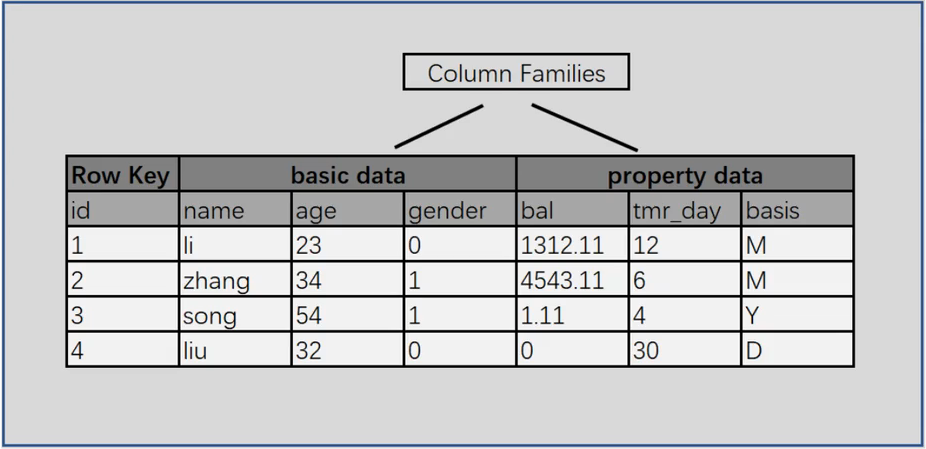 Column Families
Row Key basic data property data
id name age gender bal tmr_day basis
1 li 23 0 1312.11 12 M
2 zhang 34 1 4543.11 6 M
3 song 54 1 1.11 4 Y
4 liu 32 0 0 30 D